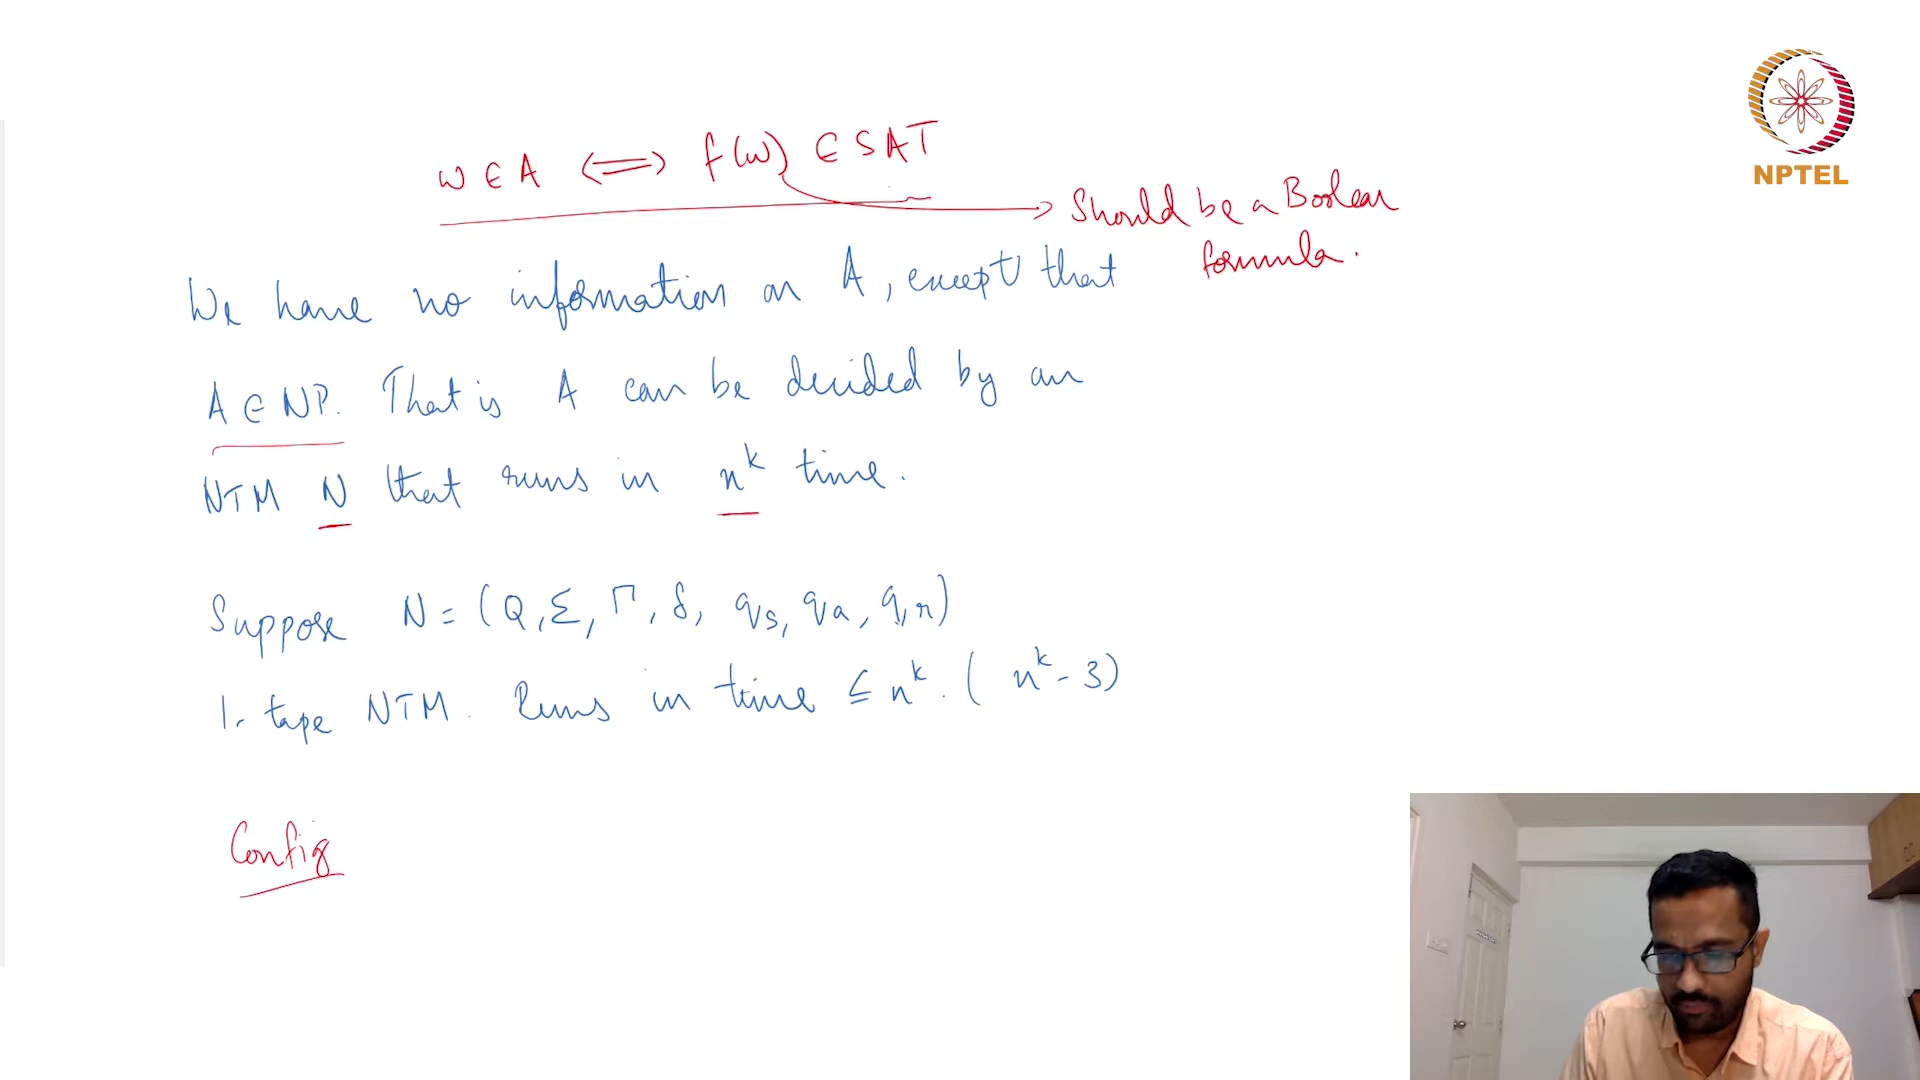 w ∈ A ⟺ f(w) ∈ SAT
Should be a Boolean
formula.
We have no information on A, except that
A ∈ NP. That is A can be decided by an
NTM N that runs in n^k time.
Suppose N = (Q, Σ, Γ, δ, q_s, q_a, q_r)
1-tape NTM. Runs in time ≤ n^k. (n^k - 3)
Config
NPTEL